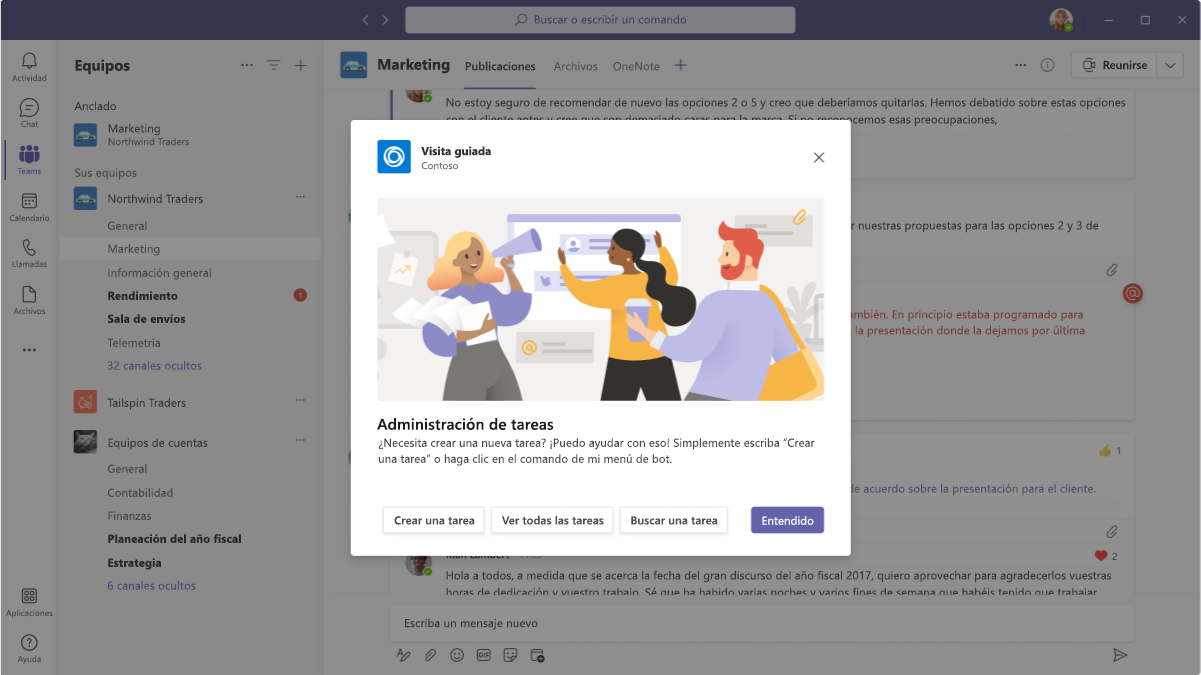 Buscar o escribir un comando
Actividad
Chat
Teams
Calendario
Llamadas
Archivos
Aplicaciones
Ayuda
Equipos
Anclado
Marketing
Northwind Traders
Sus equipos
Northwind Traders
General
Marketing
Información general
Rendimiento
Sala de envíos
Telemetría
32 canales ocultos
Tailspin Traders
Equipos de cuentas
General
Contabilidad
Finanzas
Planeación del año fiscal
Estrategia
6 canales ocultos
Marketing
Publicaciones
Archivos
OneNote
Reunirse
No estoy seguro de recomendar de nuevo las opciones 2 o 5 y creo que deberíamos quitarlas. Hemos debatido sobre estas opciones
con el cliente antes y cree que son demasiado caras para la marca. Si no reconocemos esas preocupaciones,
r nuestras propuestas para las opciones 2 y 3 de
mbién. En principio estaba programado para
la presentación donde la dejamos por última
1
de acuerdo sobre la presentación para el cliente.
Visita guiada
Contoso
Administración de tareas
¿Necesita crear una nueva tarea? ¡Puedo ayudar con eso! Simplemente escriba “Crear
una tarea” o haga clic en el comando de mi menú de bot.
Crear una tarea
Ver todas las tareas
Buscar una tarea
Entendido
2
Hola a todos, a medida que se acerca la fecha del gran discurso del año fiscal 2017, quiero aprovechar para agradecerlos vuestras
horas de dedicación y vuestro trabajo. Sé que ha habido varias noches y varios fines de semana que habéis tenido que trabajar
Escriba un mensaje nuevo
GIF